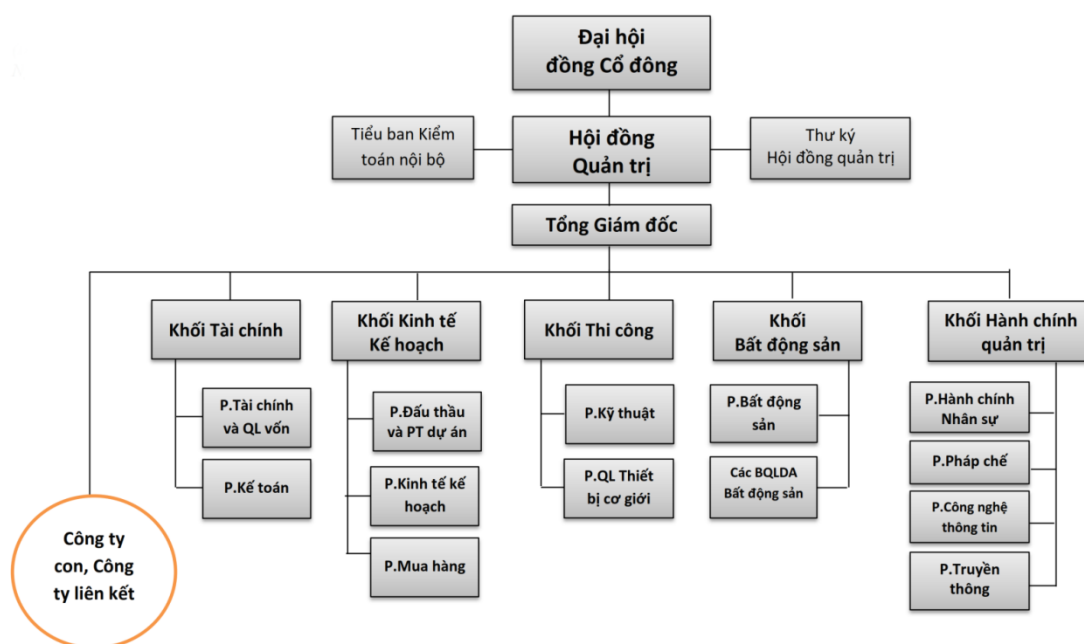 Đại hội
đồng Cổ đông
Tiểu ban Kiểm
toán nội bộ
Hội đồng
Quản trị
Thư ký
Hội đồng quản trị
Tổng Giám đốc
Khối Tài chính
Khối Kinh tế
Kế hoạch
Khối Thi công
Khối
Bất động sản
Khối Hành chính
quản trị
P.Tài chính
và QL vốn
P.Kế toán
P.Đấu thầu
và PT dự án
P.Kinh tế kế
hoạch
P.Mua hàng
P.Kỹ thuật
P.QL Thiết
bị cơ giới
P.Bất động
sản
Các BQLDA
Bất động sản
P.Hành chính
Nhân sự
P.Pháp chế
P.Công nghệ
thông tin
P.Truyền
thông
Công ty
con, Công
ty liên kết